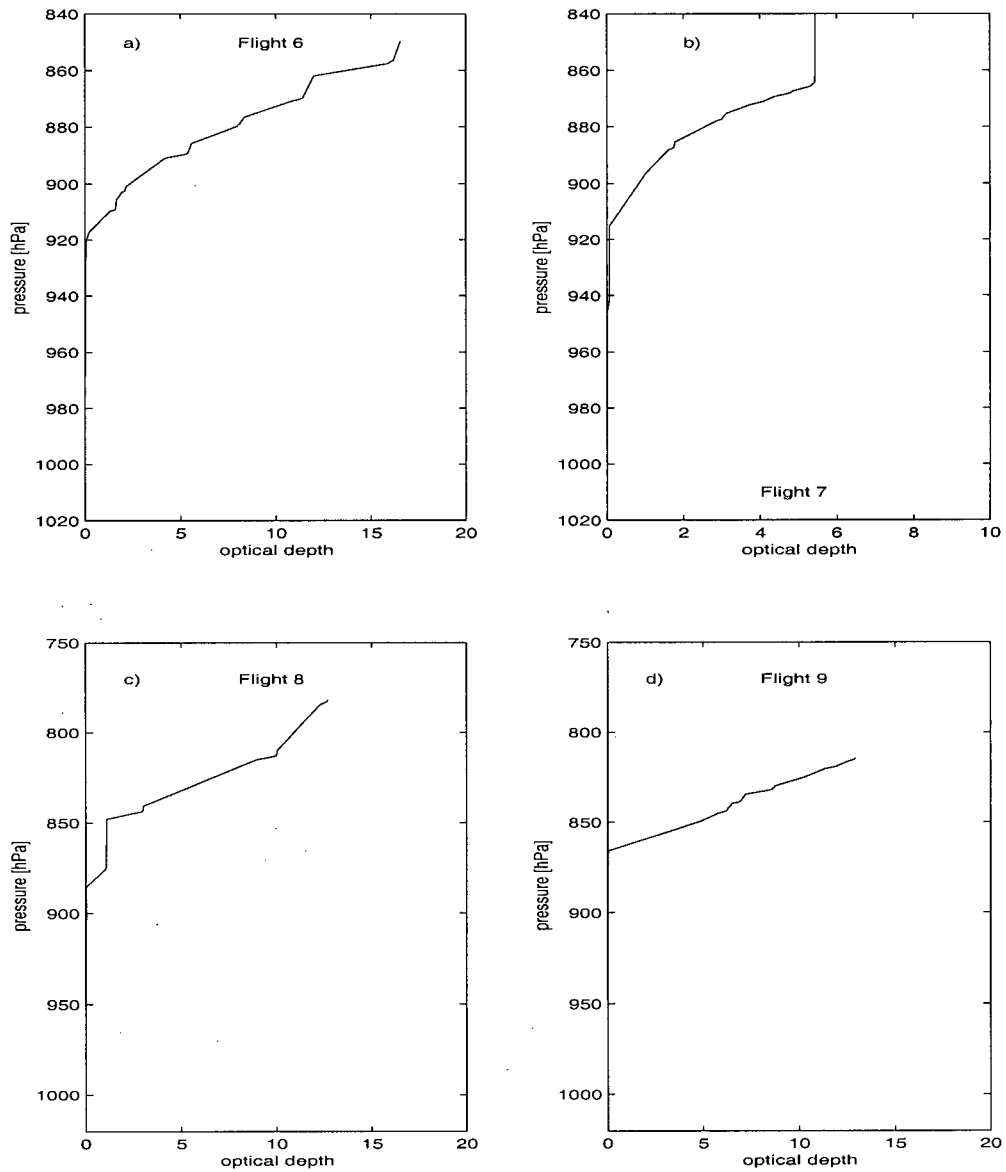 a) Flight 6
840
860
880
900
920
940
960
980
1000
1020
pressure [hPa]
0 5 10 15 20
optical depth
b)
840
860
880
900
920
940
960
980
1000
1020
pressure [hPa]
Flight 7
0 2 4 6 8 10
optical depth
c) Flight 8
750
800
850
900
950
1000
pressure [hPa]
0 5 10 15 20
optical depth
d) Flight 9
750
800
850
900
950
1000
pressure [hPa]
0 5 10 15 20
optical depth